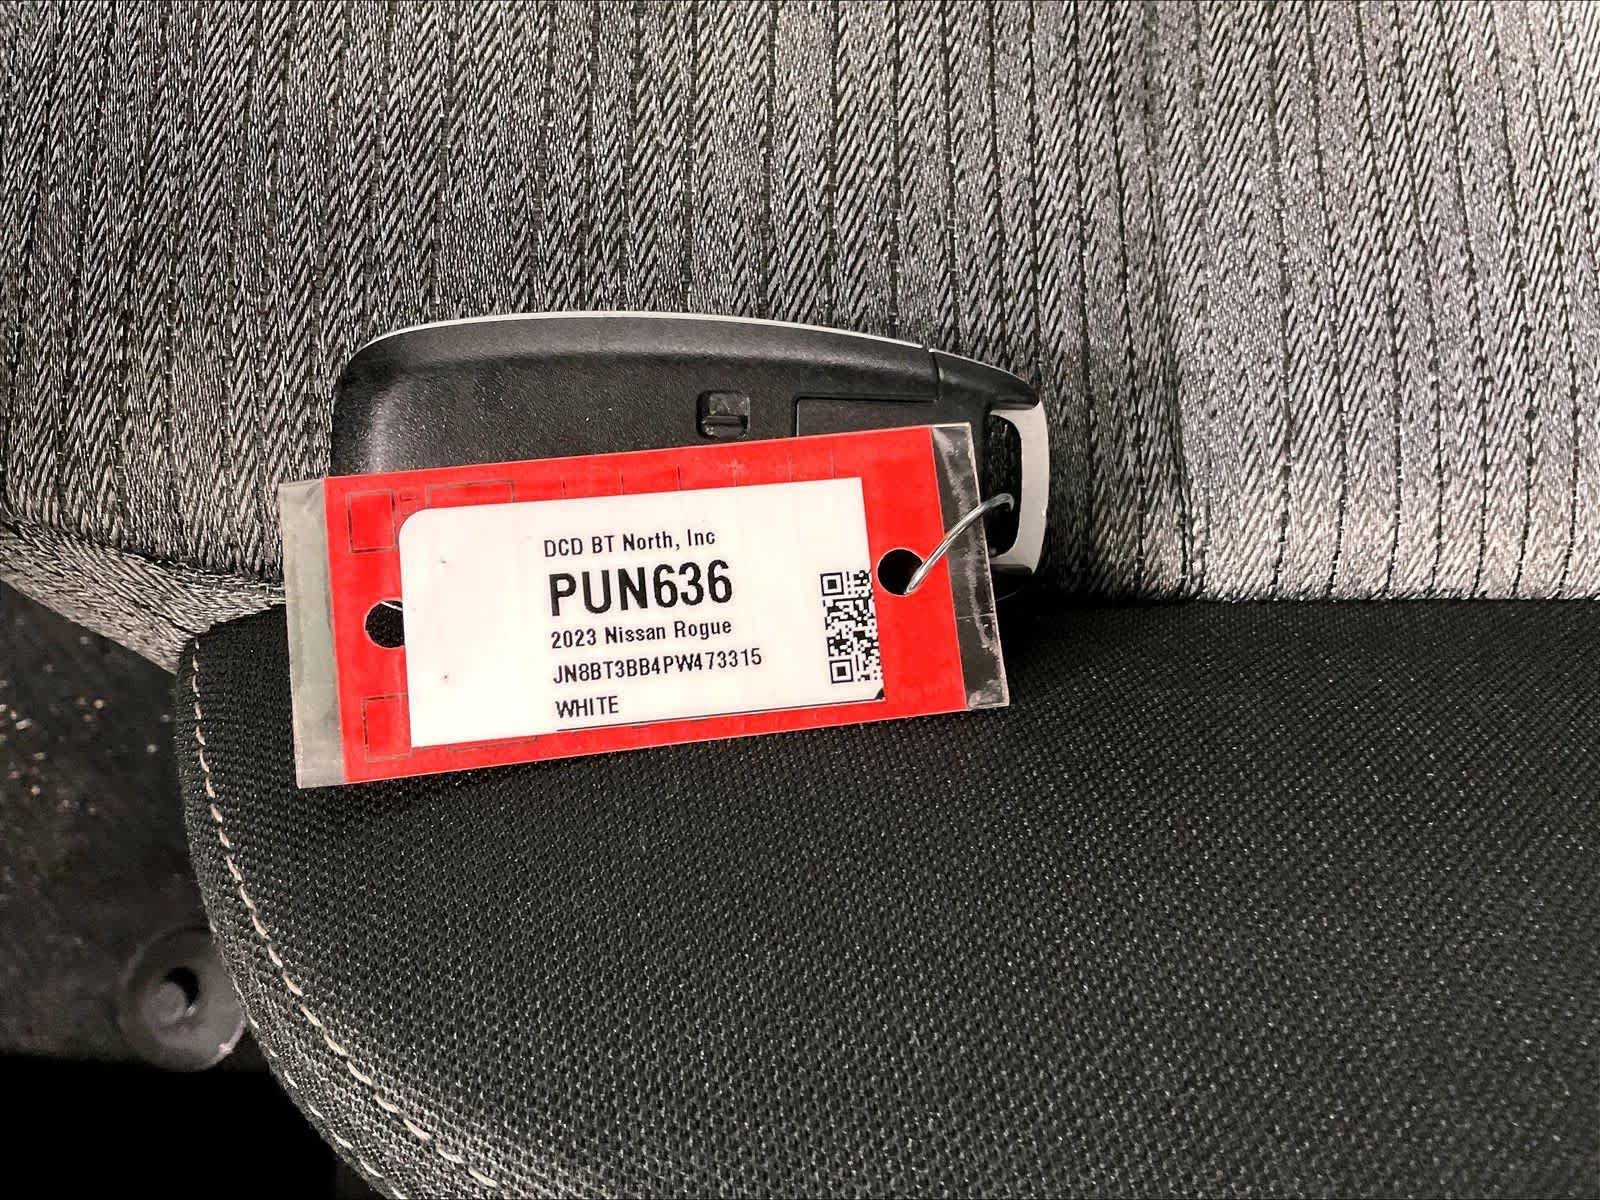 DCD BT North, Inc
PUN636
2023 Nissan Rogue
JN8BT3BB4PW473315
WHITE